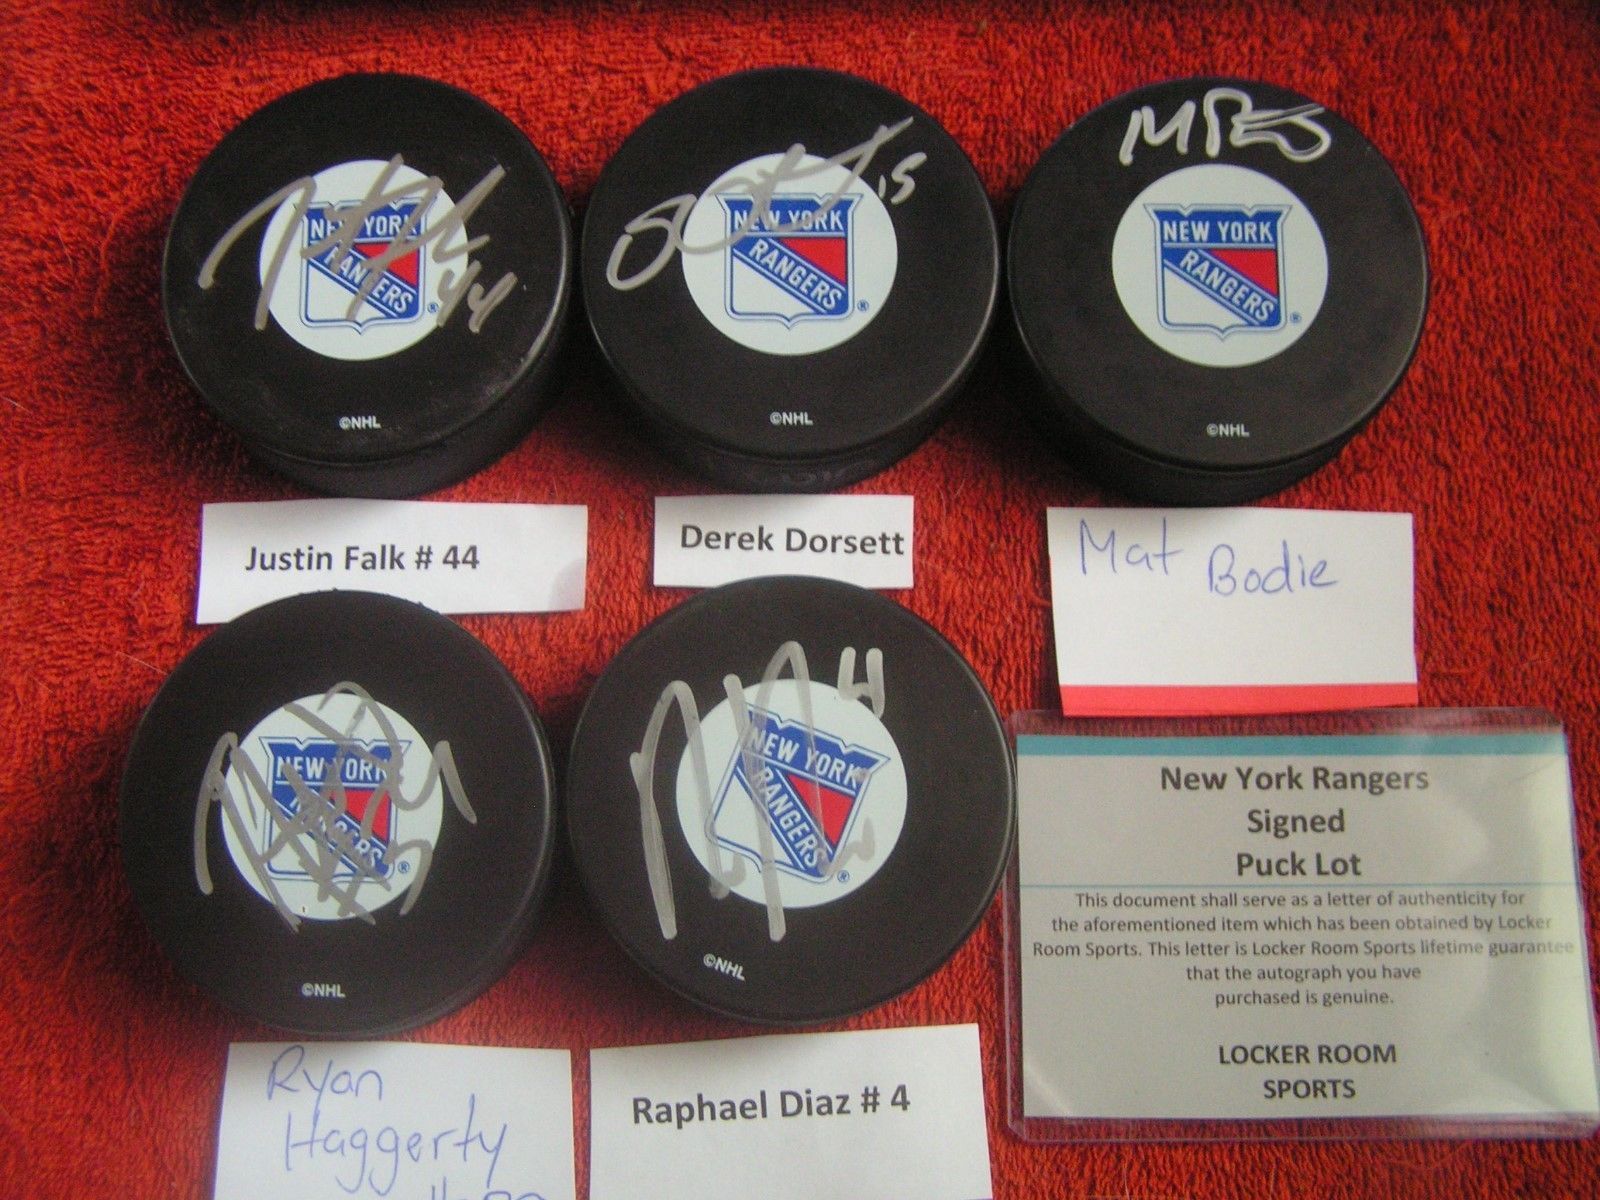 NEW YORK
RANGERS
®
44
©NHL
NEW YORK
RANGERS
®
15
©NHL
NEW YORK
RANGERS
®
©NHL
Justin Falk # 44
Derek Dorsett
Mat Bodie
NEW YORK
RANGERS
®
©NHL
4
NEW YORK
RANGERS
®
©NHL
New York Rangers
Signed
Puck Lot
This document shall serve as a letter of authenticity for
the aforementioned item which has been obtained by Locker
Room Sports. This letter is Locker Room Sports lifetime guarantee
that the autograph you have
purchased is genuine.
LOCKER ROOM
SPORTS
Ryan
Haggerty
Raphael Diaz # 4